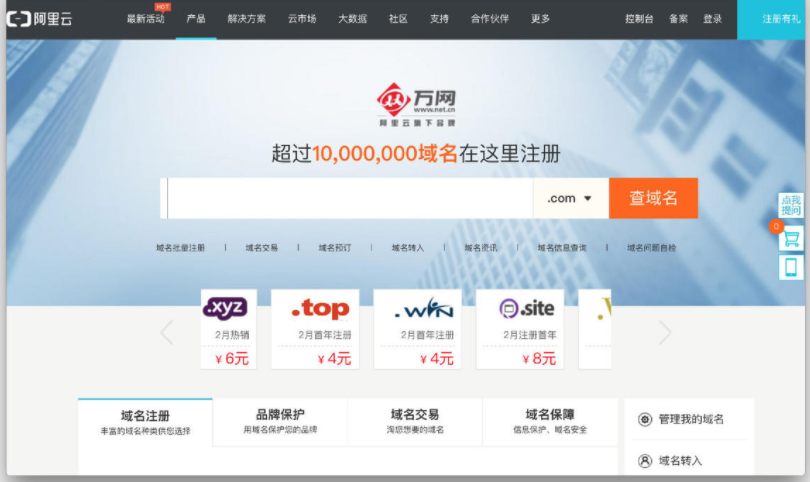 阿里云
最新活动 HOT 产品 解决方案 云市场 大数据 社区 支持 合作伙伴 更多 控制台 备案 登录 注册有礼
万网
www.net.cn
阿里云旗下品牌
超过10,000,000域名在这里注册
.com 查域名
点我
提问
0
域名批量注册 | 域名交易 | 域名预订 | 域名转入 | 域名资讯 | 域名信息查询 | 域名问题自检
.xyz .top .wIN .site
2月热销 2月首年注册 2月首年注册 2月注册首年
¥ 6元 ¥ 4元 ¥ 4元 ¥ 8元
域名注册 品牌保护 域名交易 域名保障
丰富的域名种类供您选择 用域名保护您的品牌 淘您想要的域名 信息保护、域名安全
管理我的域名
域名转入